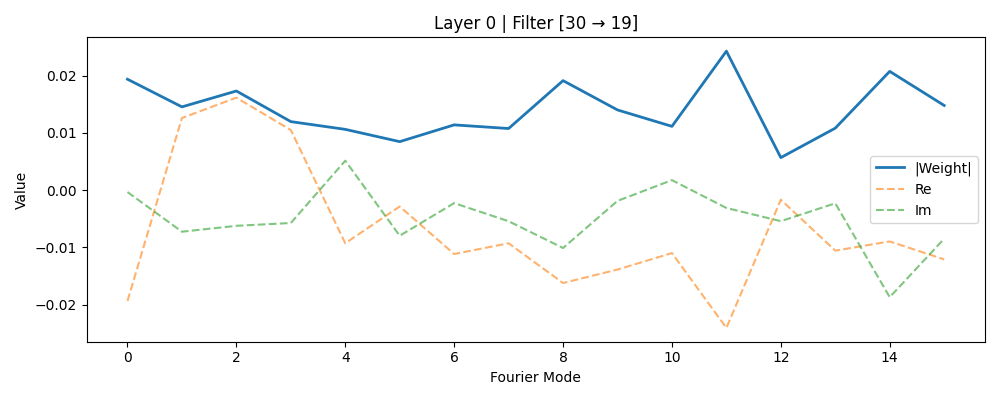 Layer 0 | Filter [30 → 19]
Value
0.02
0.01
0.00
−0.01
−0.02
|Weight|
Re
Im
0 2 4 6 8 10 12 14
Fourier Mode